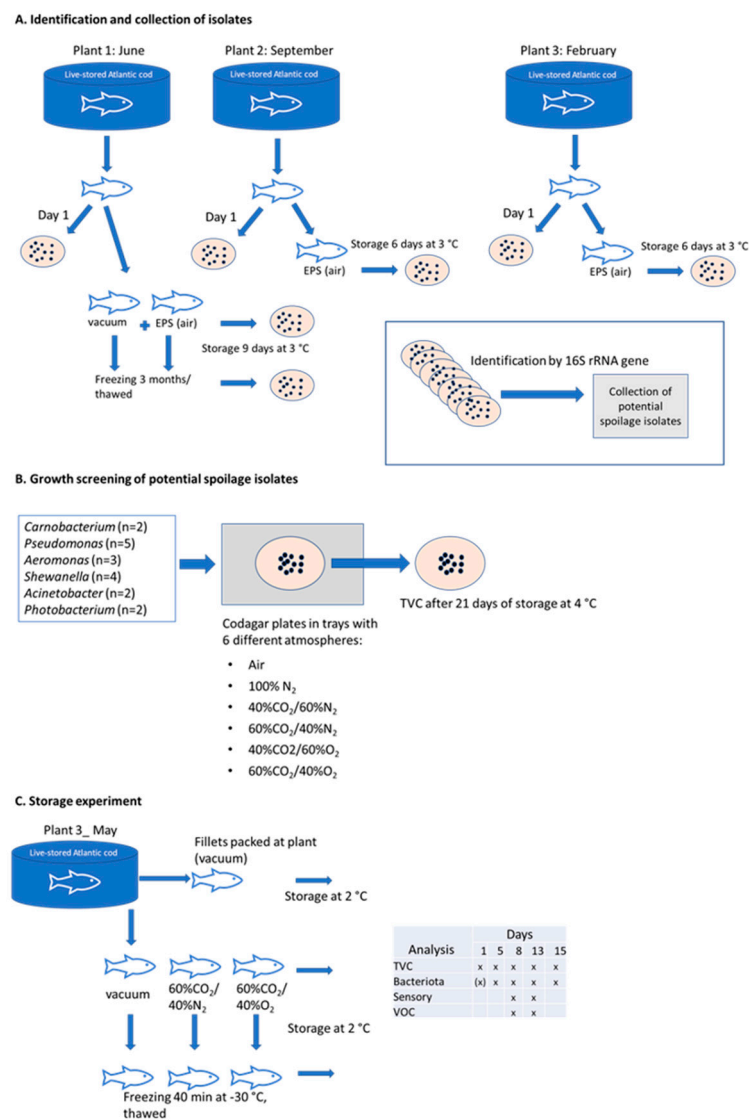 A. Identification and collection of isolates
Plant 1: June
Plant 2: September
Plant 3: February
Live-stored Atlantic cod
Live-stored Atlantic cod
Live-stored Atlantic cod
Day 1
Day 1
Day 1
Storage 6 days at 3 °C
EPS (air)
Storage 6 days at 3 °C
EPS (air)
vacuum
EPS (air)
Storage 9 days at 3 °C
Freezing 3 months/
thawed
Identification by 16S rRNA gene
Collection of
potential
spoilage isolates
B. Growth screening of potential spoilage isolates
Carnobacterium (n=2)
Pseudomonas (n=5)
Aeromonas (n=3)
Shewanella (n=4)
Acinetobacter (n=2)
Photobacterium (n=2)
TVC after 21 days of storage at 4 °C
Codagar plates in trays with
6 different atmospheres:
• Air
• 100% N₂
• 40%CO₂/60%N₂
• 60%CO₂/40%N₂
• 40%CO2/60%O₂
• 60%CO₂/40%O₂
C. Storage experiment
Plant 3_ May
Live-stored Atlantic cod
Fillets packed at plant
(vacuum)
Storage at 2 °C
vacuum
60%CO₂/
40%N₂
60%CO₂/
40%O₂
Storage at 2 °C
Freezing 40 min at -30 °C,
thawed
Days
Analysis 1 5 8 13 15
TVC x x x x x
Bacteriota (x) x x x x
Sensory x x
VOC x x